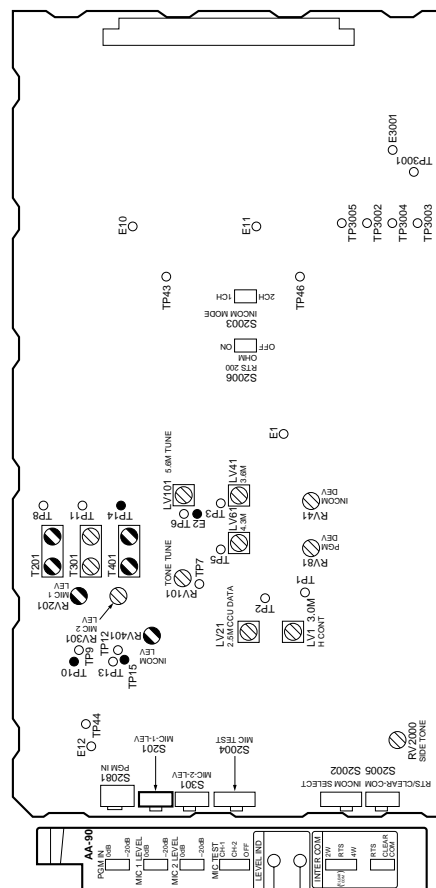 E3001
TP3001
TP3005
TP3002
TP3004
TP3003
E10
E11
TP43
TP46
1CH
2CH
INCOM MODE
S2003
ON
OFF
RTS 200
OHM
S2006
E1
5.6M TUNE
LV101
TP6
E2
TP3
LV41
3.6M
LV61
4.3M
TP5
RV41
INCOM
DEV
RV81
PGM
DEV
TP8
TP11
TP14
T201
T301
T401
RV201
MIC 1
LEV
RV301
MIC 2
LEV
RV401
INCOM
LEV
TONE TUNE
RV101
TP7
TP2
TP1
LV21
2.5M CCU DATA
LV1 3.0M
H CONT
TP9
TP10
TP12
TP13
TP15
E12
TP44
RV2000
SIDE TONE
S2081
PGM IN
S201
MIC-1-LEV
S301
MIC-2-LEV
S2004
MIC TEST
S2002
INCOM SELECT
S2005
RTS/CLEAR-COM
AA-90
PGM IN
0dB
-20dB
MIC 1 LEVEL
0dB
-20dB
MIC 2 LEVEL
0dB
-20dB
MIC TEST
CH-1
CH-2
OFF
LEVEL IND
INTER COM
2W
RTS
4W
RTS
CLEAR
COM